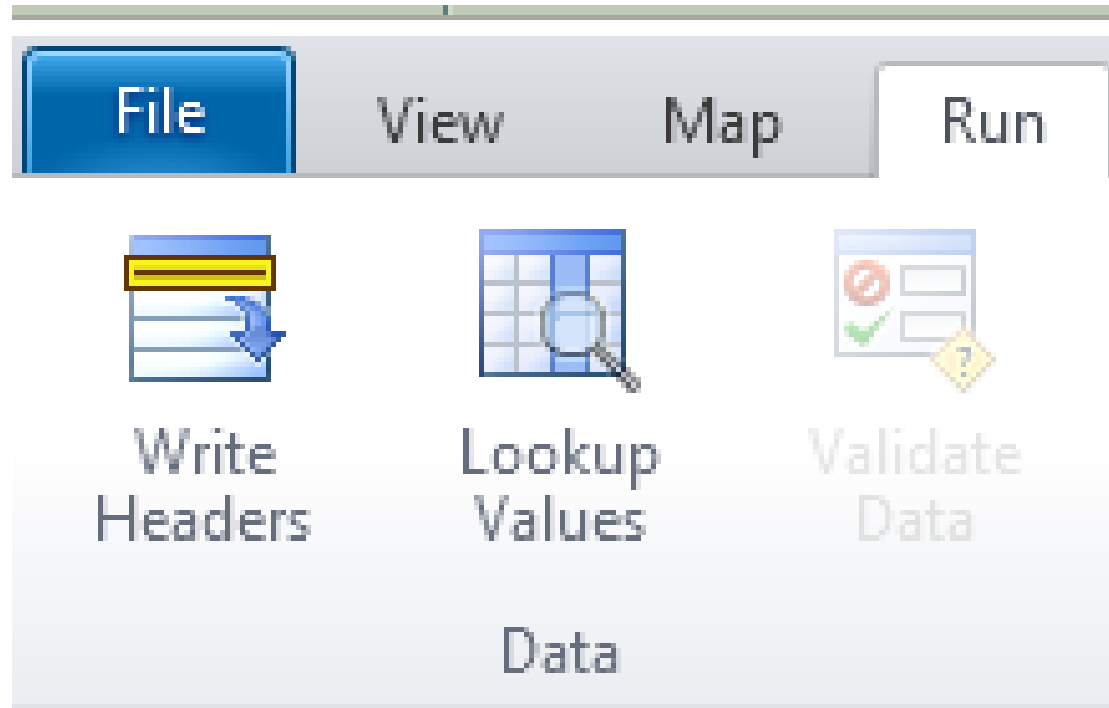 File View Map Run
Write Headers
Lookup Values
Validate Data
?
Data